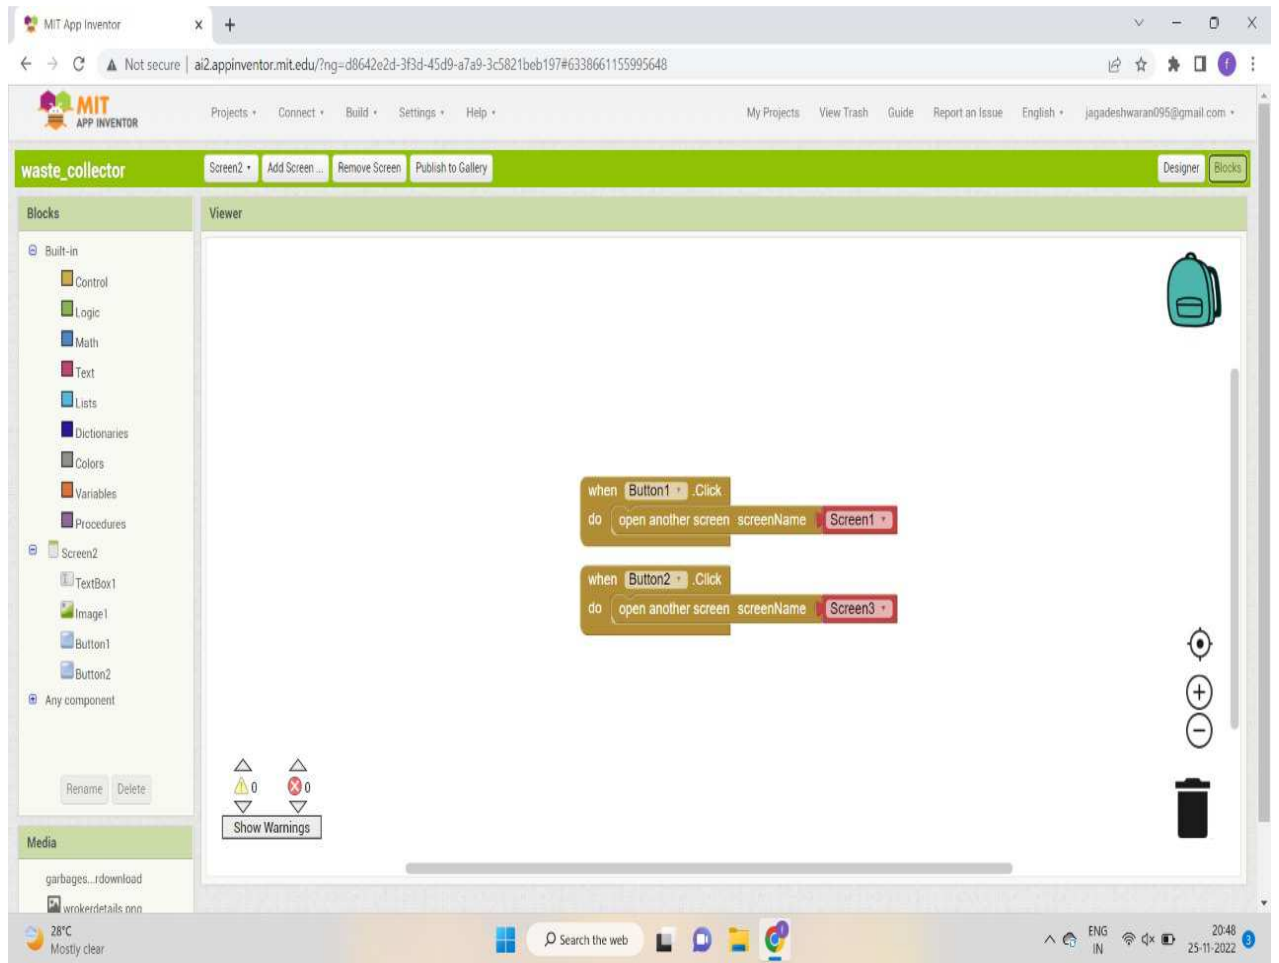 MIT App Inventor
Not secure ai2.appinventor.mit.edu/?ng=d8642e2d-3f3d-45d9-a7a9-3c5821beb197#6338661155995648
f
MIT
APP INVENTOR
Projects Connect Build Settings Help My Projects View Trash Guide Report an Issue English jagadeshwaran095@gmail.com
waste_collector Screen2 Add Screen ... Remove Screen Publish to Gallery Designer Blocks
Blocks
Viewer
Built-in
Control
Logic
Math
Text
Lists
Dictionaries
Colors
Variables
Procedures
Screen2
TextBox1
Image1
Button1
Button2
Any component
Rename Delete
when Button1 .Click
do open another screen screenName Screen1
when Button2 .Click
do open another screen screenName Screen3
0 0
Show Warnings
Media
garbages...rdownload
wrokerdetails.png
28°C
Mostly clear
Search the web
ENG
IN
20:48
25-11-2022
3